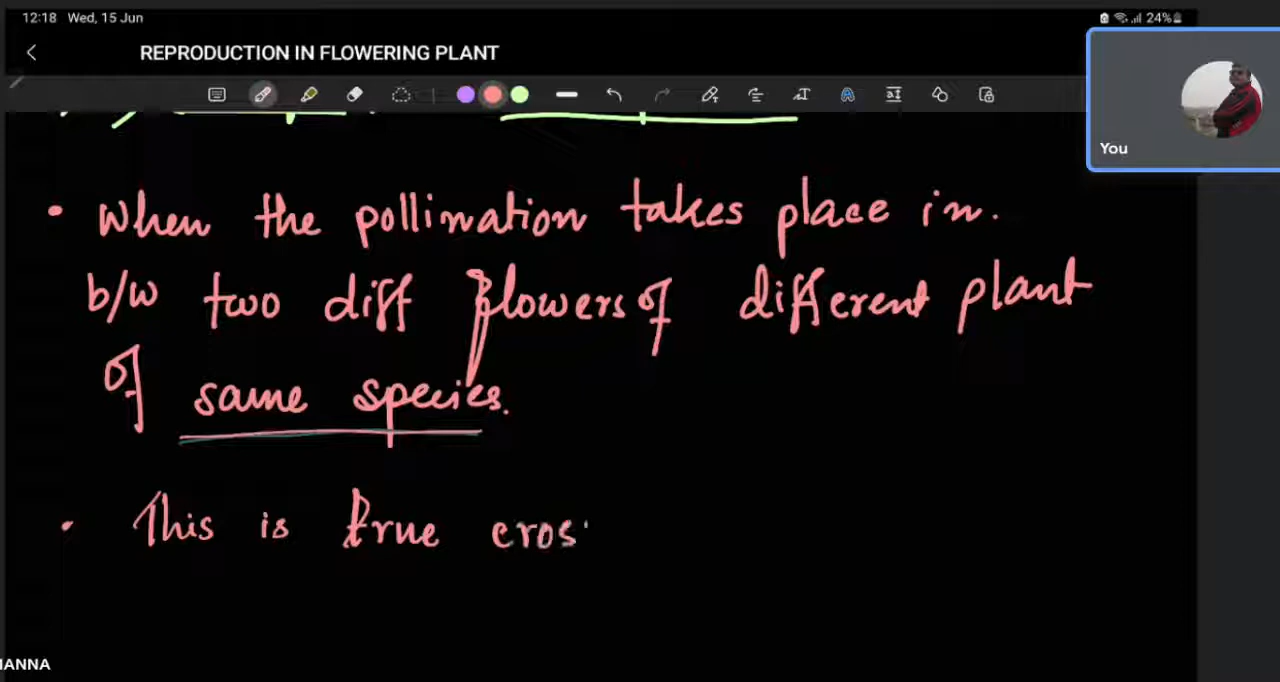 12:18 Wed, 15 Jun
24%
REPRODUCTION IN FLOWERING PLANT
You
• When the pollination takes place in.
b/w two diff flowers of different plant
of same species.
• This is true cros
MANNA